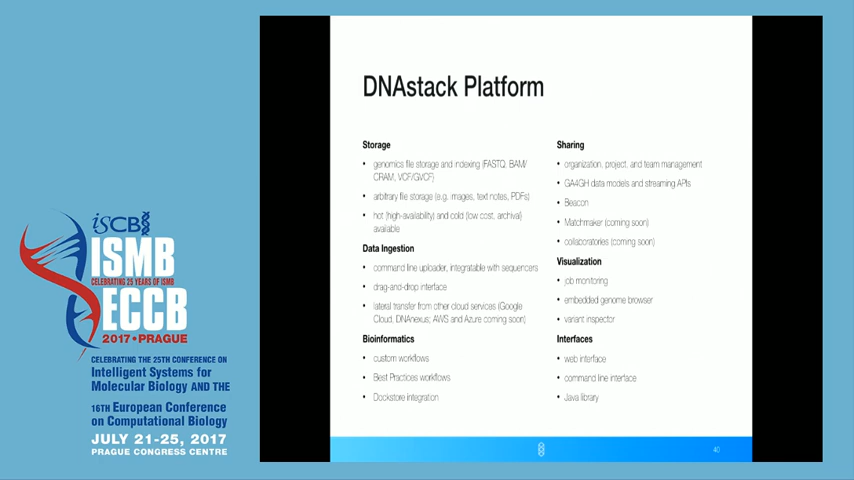 DNAstack Platform
Storage
• genomics file storage and indexing (FASTQ, BAM/
CRAM, VCF/GVCF)
• arbitrary file storage (e.g. images, text notes, PDFs)
• hot (high-availability) and cold (low cost, archival)
available
Data Ingestion
• command line uploader, integratable with sequencers
• drag-and-drop interface
• lateral transfer from other cloud services (Google
Cloud, DNAnexus; AWS and Azure coming soon)
Bioinformatics
• custom workflows
• Best Practices workflows
• Dockstore integration
Sharing
• organization, project, and team management
• GA4GH data models and streaming APIs
• Beacon
• Matchmaker (coming soon)
• collaboratories (coming soon)
Visualization
• job monitoring
• embedded genome browser
• variant inspector
Interfaces
• web interface
• command line interface
• Java library
40
iSCB
ISMB
CELEBRATING 25 YEARS OF ISMB
ECCB
2017•PRAGUE
CELEBRATING THE 25TH CONFERENCE ON
Intelligent Systems for
Molecular Biology AND THE
16TH European Conference
on Computational Biology
JULY 21-25, 2017
PRAGUE CONGRESS CENTRE